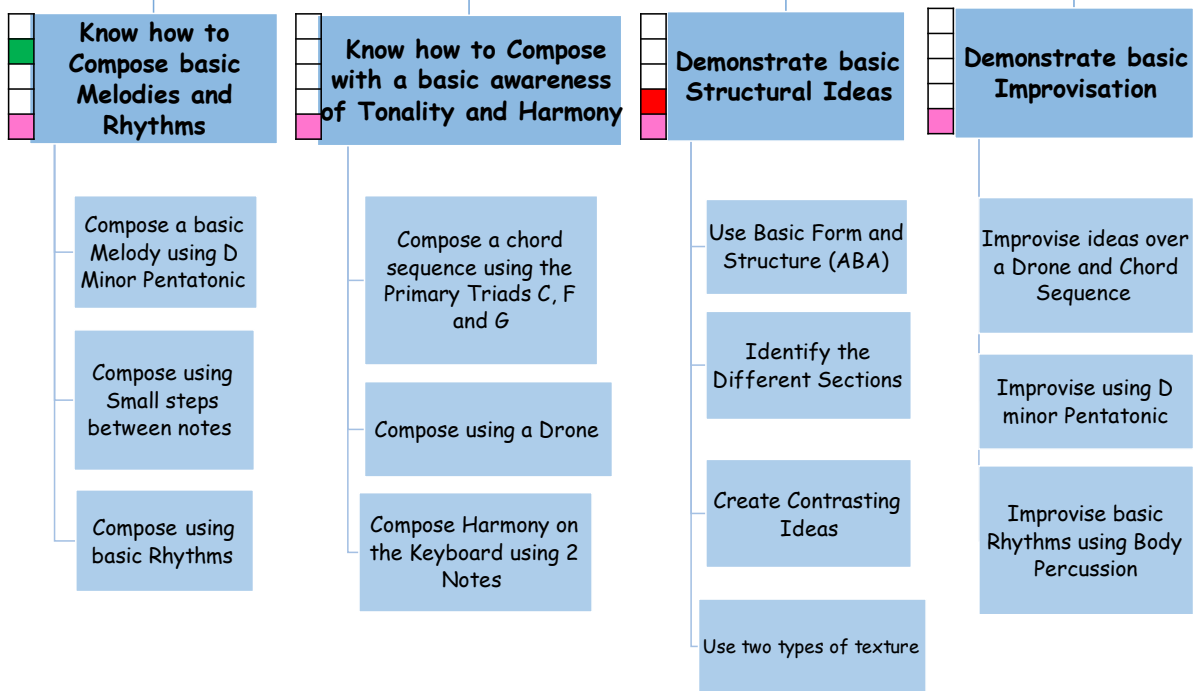 Know how to
Compose basic
Melodies and
Rhythms
Compose a basic
Melody using D
Minor Pentatonic
Compose using
Small steps
between notes
Compose using
basic Rhythms
Know how to Compose
with a basic awareness
of Tonality and Harmony
Compose a chord
sequence using the
Primary Triads C, F
and G
Compose using a Drone
Compose Harmony on
the Keyboard using 2
Notes
Demonstrate basic
Structural Ideas
Use Basic Form and
Structure (ABA)
Identify the
Different Sections
Create Contrasting
Ideas
Use two types of texture
Demonstrate basic
Improvisation
Improvise ideas over
a Drone and Chord
Sequence
Improvise using D
minor Pentatonic
Improvise basic
Rhythms using Body
Percussion